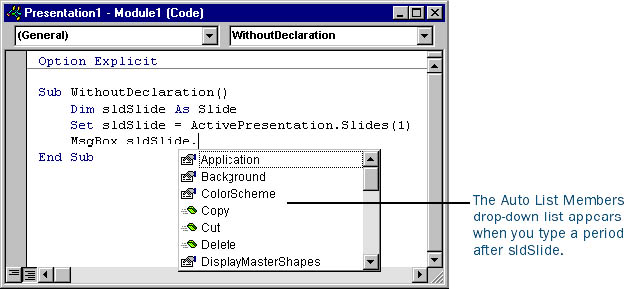 Presentation1 - Module1 (Code)
(General) WithoutDeclaration
Option Explicit
Sub WithoutDeclaration()
Dim sldSlide As Slide
Set sldSlide = ActivePresentation.Slides(1)
MsgBox sldSlide.
End Sub
Application
Background
ColorScheme
Copy
Cut
Delete
DisplayMasterShapes
The Auto List Members
drop-down list appears
when you type a period
after sldSlide.